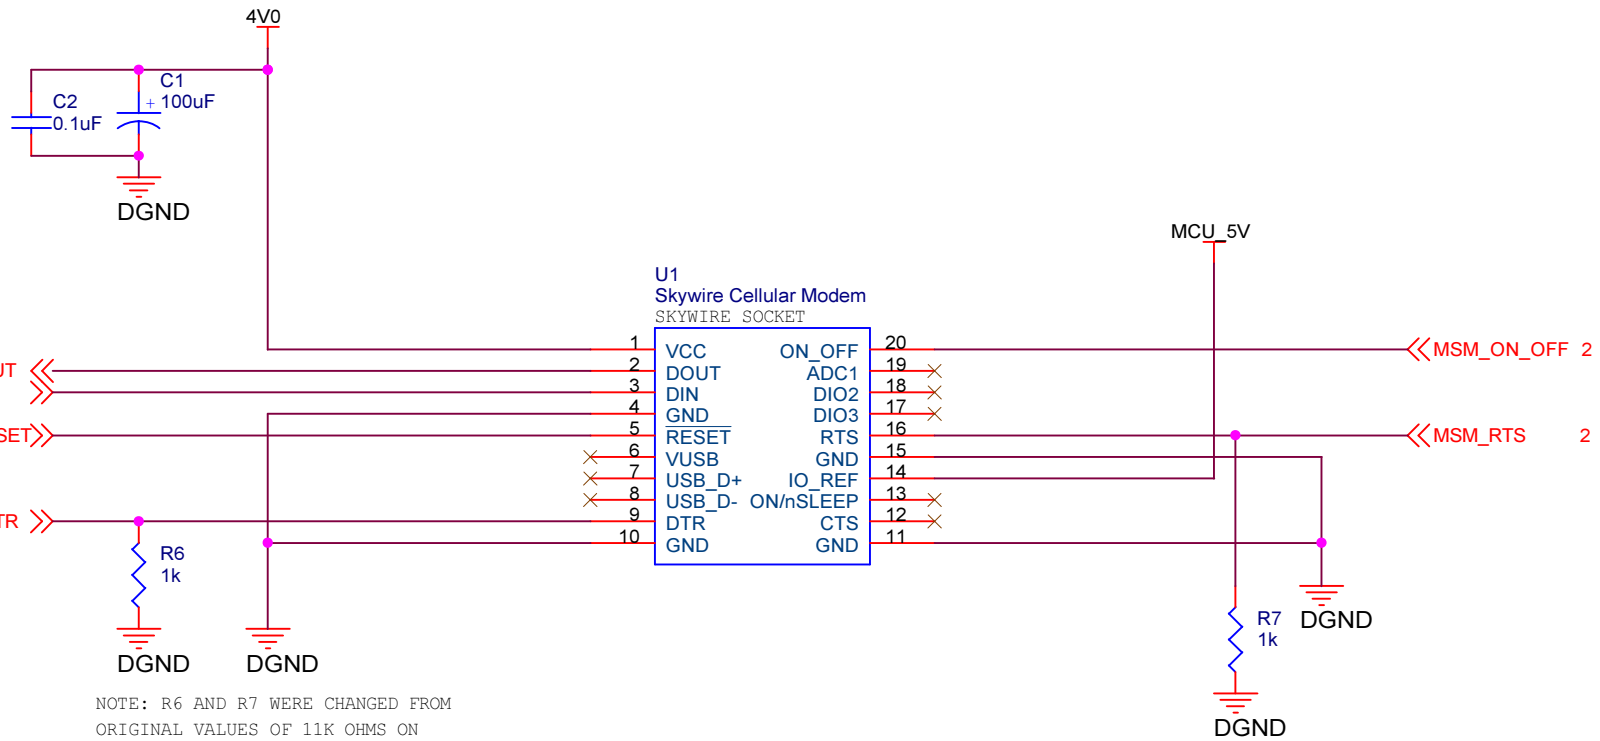 4V0
C1
+ 100uF
C2
0.1uF
DGND
MCU_5V
U1
Skywire Cellular Modem
SKYWIRE SOCKET
1 VCC ON_OFF 20 MSM_ON_OFF 2
UT 2 DOUT ADC1 19
3 DIN DIO2 18
4 GND DIO3 17
SET 5 RESET RTS 16 MSM_RTS 2
6 VUSB GND 15
7 USB_D+ IO_REF 14
8 USB_D- ON/nSLEEP 13
TR 9 DTR CTS 12
10 GND GND 11
R6
1k
R7
1k
DGND
DGND
DGND
DGND
NOTE: R6 AND R7 WERE CHANGED FROM
ORIGINAL VALUES OF 11K OHMS ON